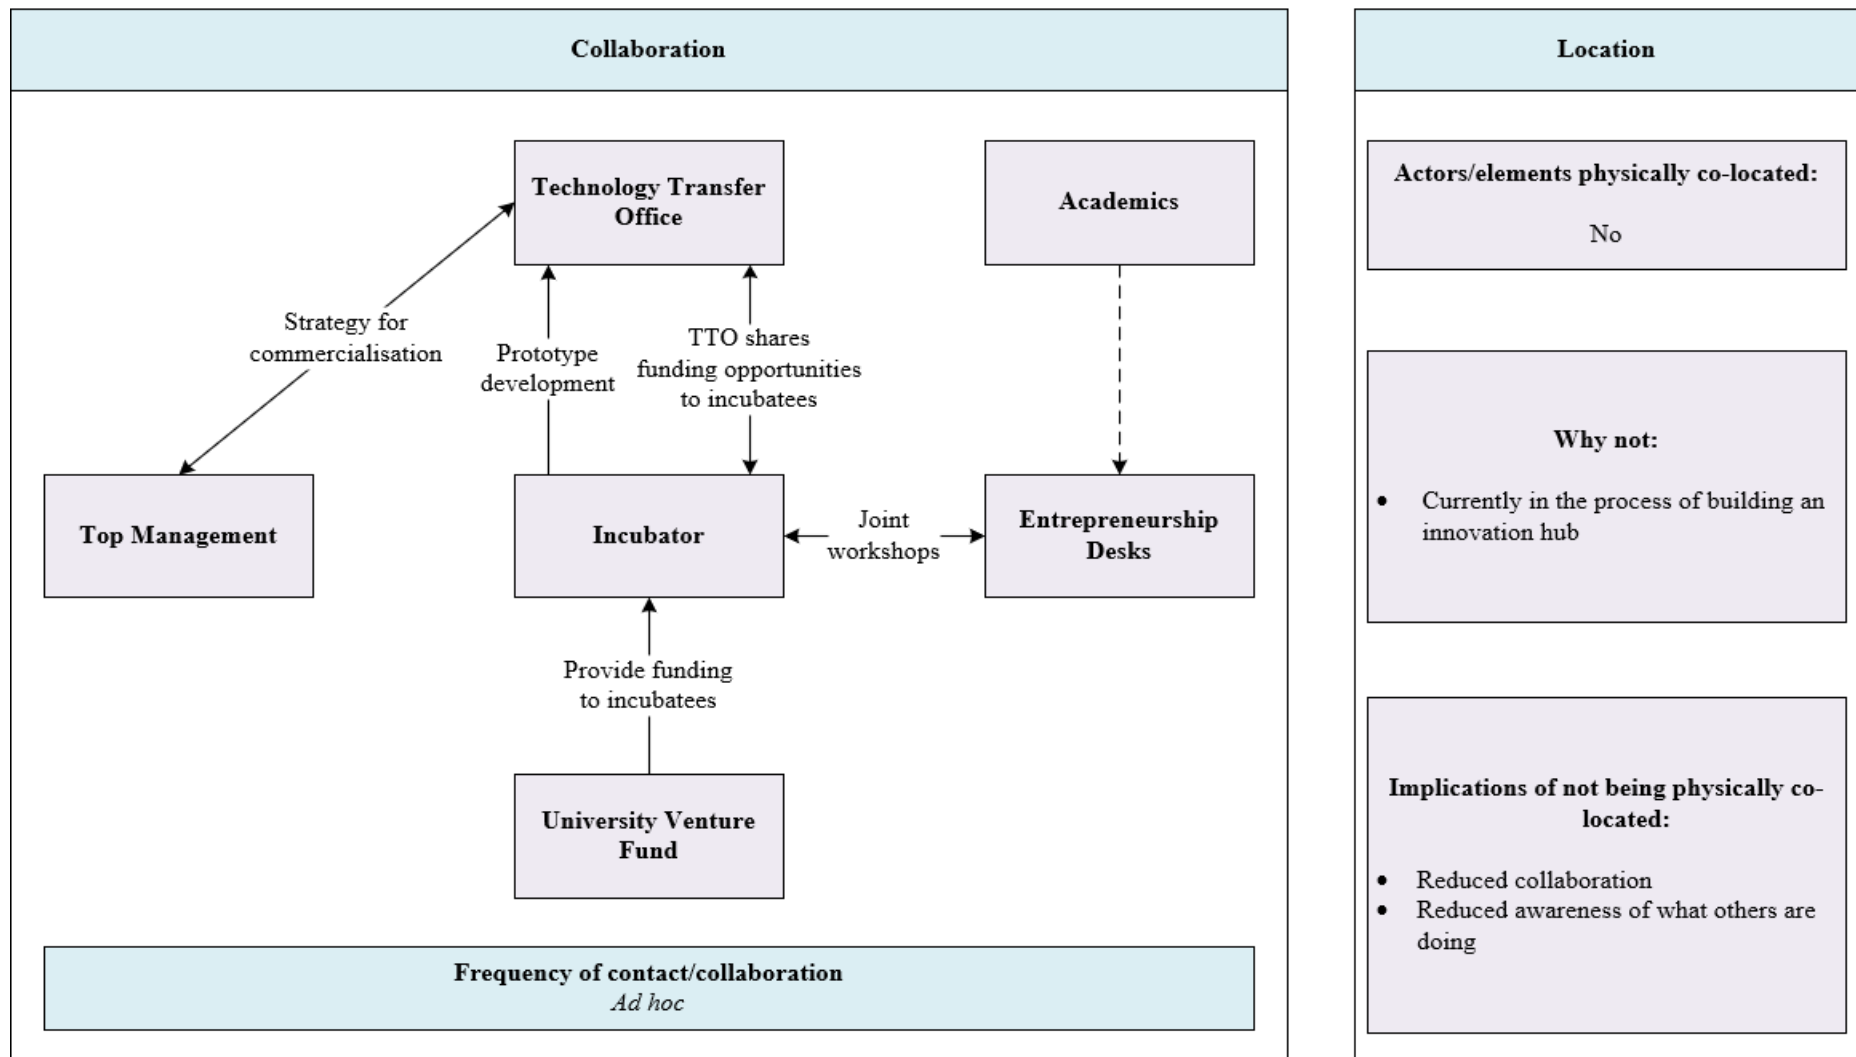 Collaboration
Technology Transfer
Office
Academics
Strategy for
commercialisation
Prototype
development
TTO shares
funding opportunities
to incubatees
Top Management
Incubator
Joint
workshops
Entrepreneurship
Desks
Provide funding
to incubatees
University Venture
Fund
Frequency of contact/collaboration
Ad hoc
Location
Actors/elements physically co-located:
No
Why not:
• Currently in the process of building an
innovation hub
Implications of not being physically co-
located:
• Reduced collaboration
• Reduced awareness of what others are
doing